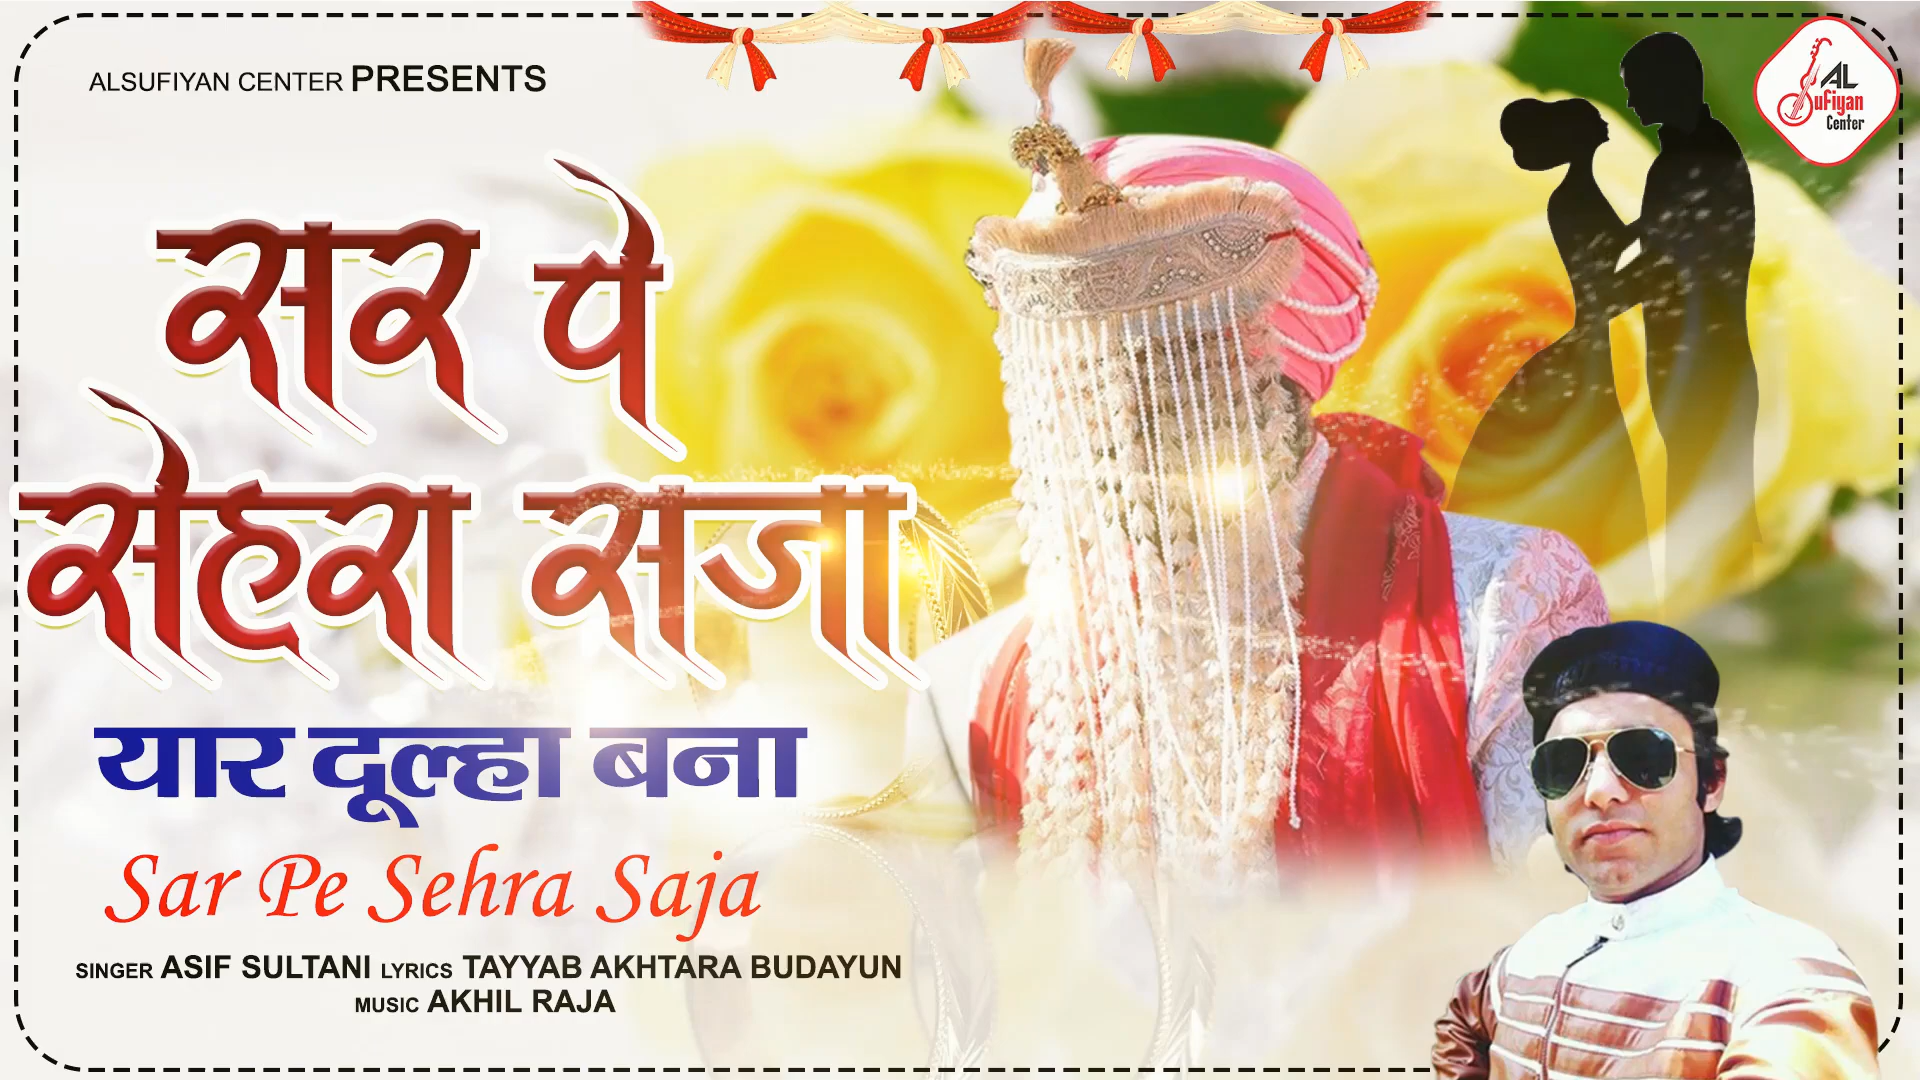 ALSUFIYAN CENTER PRESENTS
AL
Sufiyan
Center
सर पे
सेहरा सजा
यार दूल्हा बना
Sar Pe Sehra Saja
SINGER ASIF SULTANI LYRICS TAYYAB AKHTARA BUDAYUN
MUSIC AKHIL RAJA